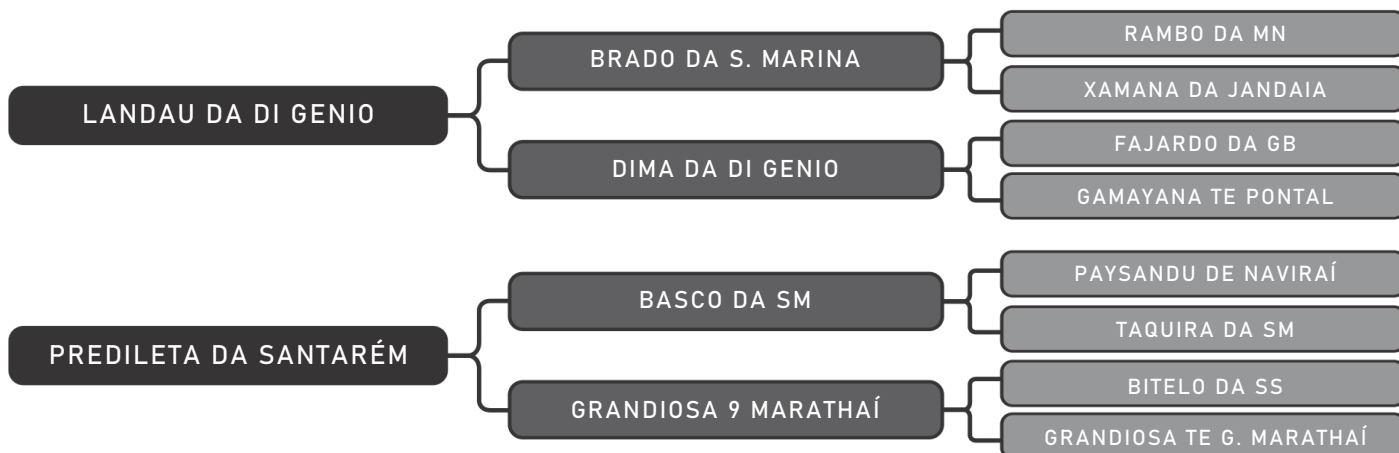 LANDAU DA DI GENIO
BRADO DA S. MARINA
RAMBO DA MN
XAMANA DA JANDAIA
DIMA DA DI GENIO
FAJARDO DA GB
GAMAYANA TE PONTAL
PREDILETA DA SANTARÉM
BASCO DA SM
PAYSANDU DE NAVIRAÍ
TAQUIRA DA SM
GRANDIOSA 9 MARATHAÍ
BITELO DA SS
GRANDIOSA TE G. MARATHAÍ